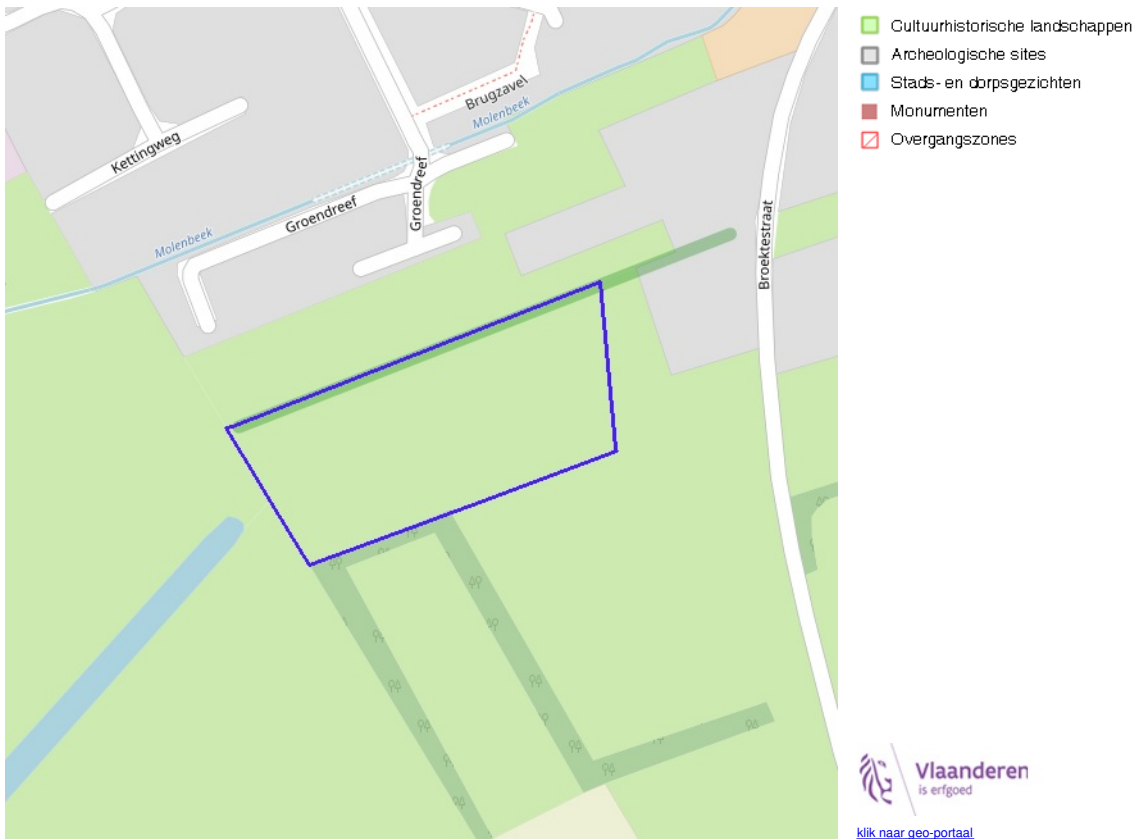 Kettingweg
Brugzavel
Molenbeek
Groendreef
Groendreef
Molenbeek
Broektestraat
Cultuurhistorische landschappen
Archeologische sites
Stads- en dorpsgezichten
Monumenten
Overgangszones
Vlaanderen
is erfgoed
klik naar geo-portaal